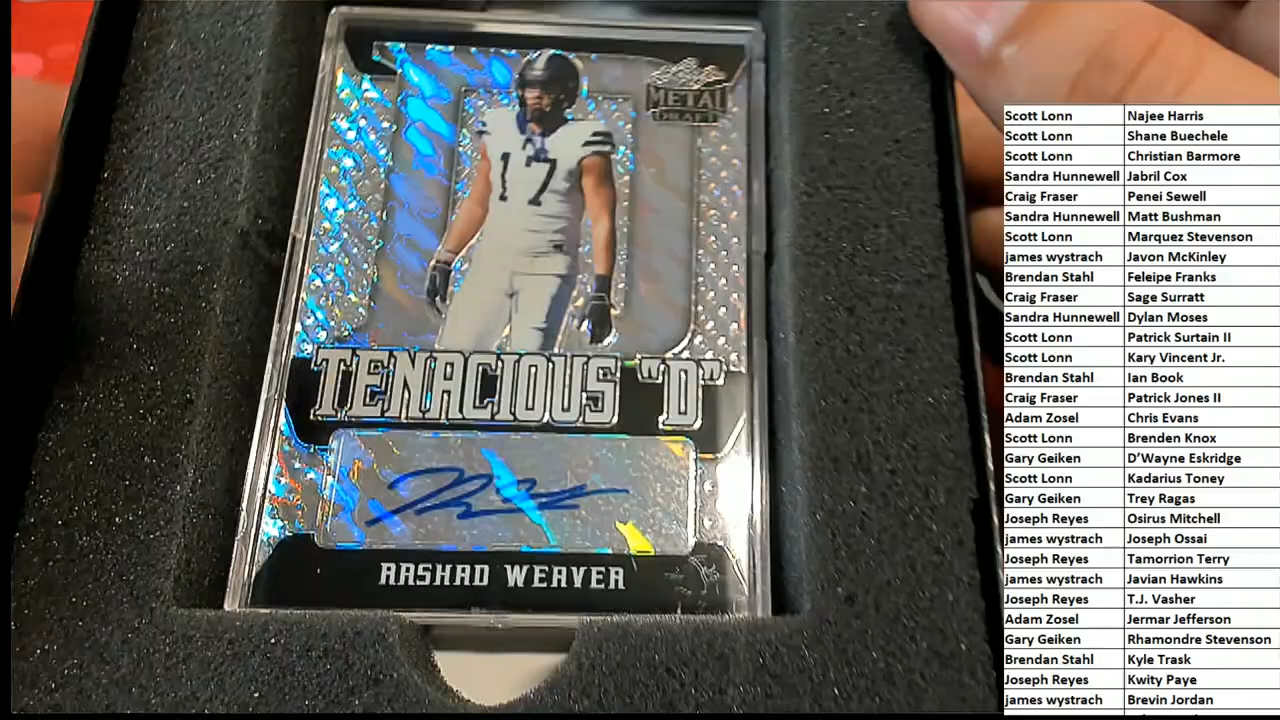 Leaf
METAL
DRAFT
17
TENACIOUS "D"
RASHAD WEAVER
Scott Lonn Najee Harris
Scott Lonn Shane Buechele
Scott Lonn Christian Barmore
Sandra Hunnewell Jabril Cox
Craig Fraser Penei Sewell
Sandra Hunnewell Matt Bushman
Scott Lonn Marquez Stevenson
james wystrach Javon McKinley
Brendan Stahl Feleipe Franks
Craig Fraser Sage Surratt
Sandra Hunnewell Dylan Moses
Scott Lonn Patrick Surtain II
Scott Lonn Kary Vincent Jr.
Brendan Stahl Ian Book
Craig Fraser Patrick Jones II
Adam Zosel Chris Evans
Scott Lonn Brenden Knox
Gary Geiken D’Wayne Eskridge
Scott Lonn Kadarius Toney
Gary Geiken Trey Ragas
Joseph Reyes Osirus Mitchell
james wystrach Joseph Ossai
Joseph Reyes Tamorrion Terry
james wystrach Javian Hawkins
Joseph Reyes T.J. Vasher
Adam Zosel Jermar Jefferson
Gary Geiken Rhamondre Stevenson
Brendan Stahl Kyle Trask
Joseph Reyes Kwity Paye
james wystrach Brevin Jordan